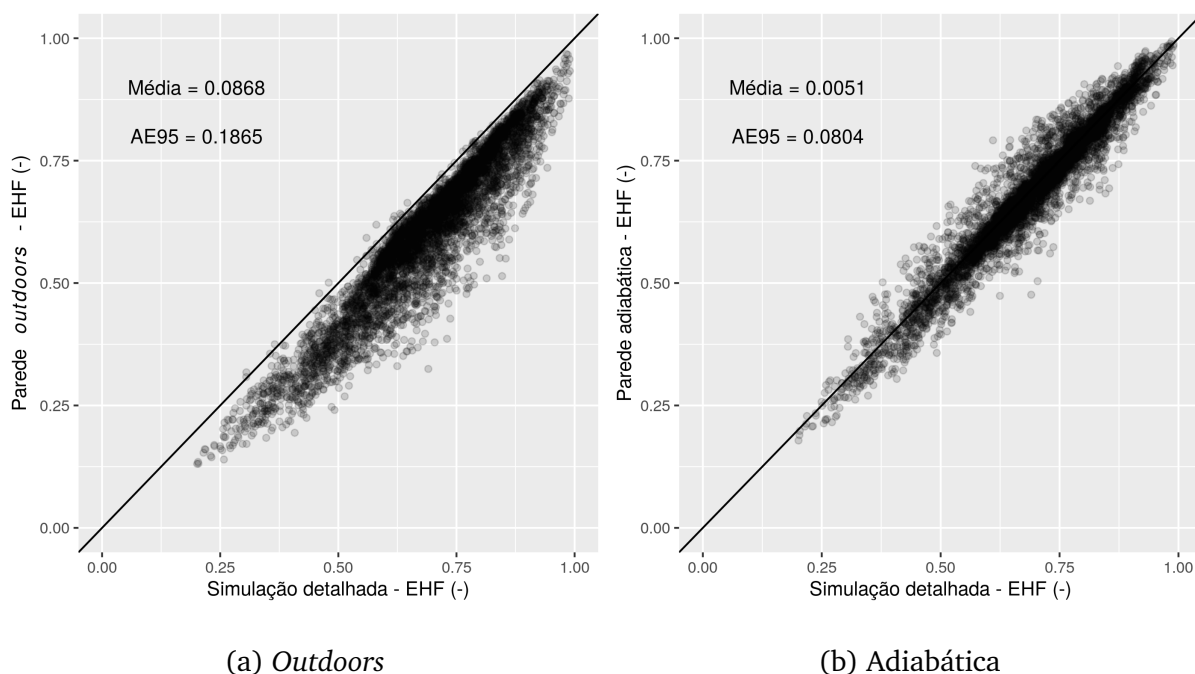 Média = 0.0868
AE95 = 0.1865
1.00
0.75
0.50
0.25
0.00
Parede outdoors - EHF (-)
0.00 0.25 0.50 0.75 1.00
Simulação detalhada - EHF (-)
(a) Outdoors
Média = 0.0051
AE95 = 0.0804
1.00
0.75
0.50
0.25
0.00
Parede adiabática - EHF (-)
0.00 0.25 0.50 0.75 1.00
Simulação detalhada - EHF (-)
(b) Adiabática